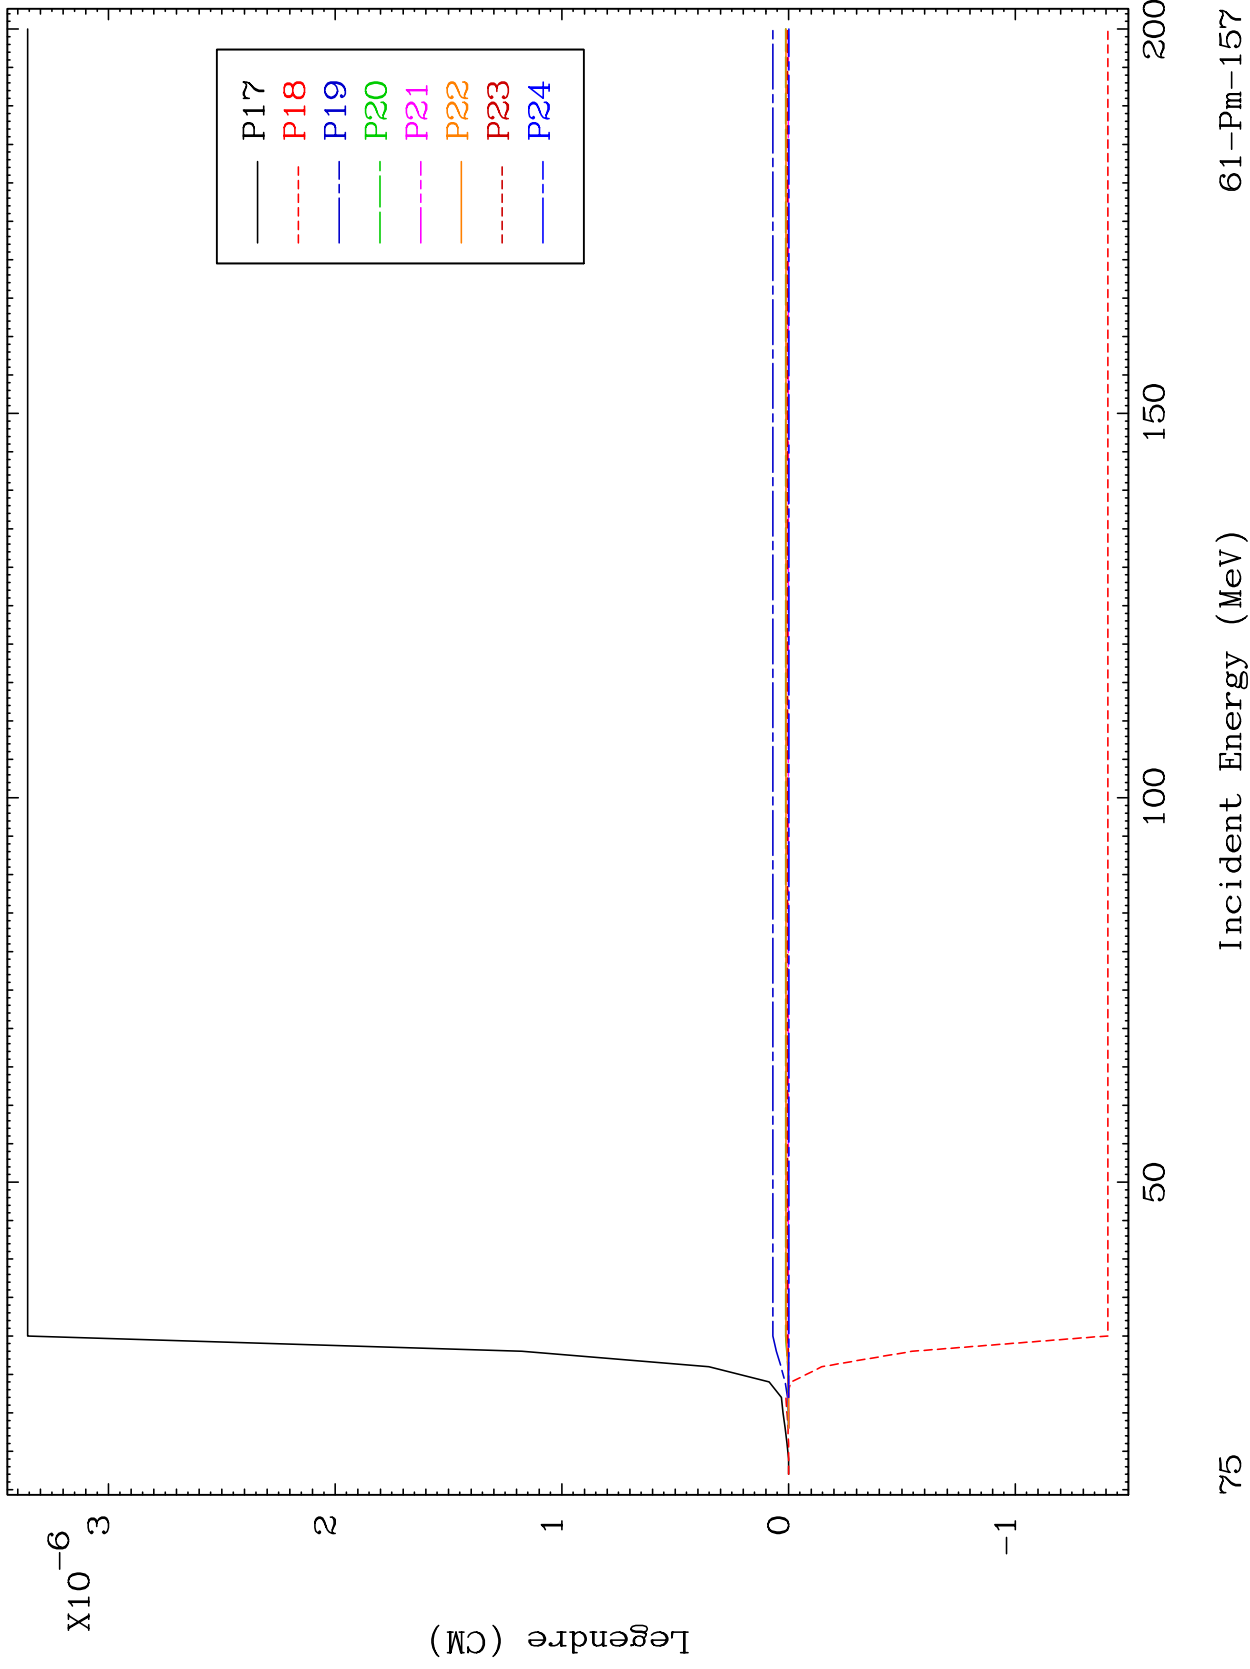 X10
-6
3
2
1
0
-1
Legendre (CM)
P17
P18
P19
P20
P21
P22
P23
P24
50
100
150
200
75
Incident Energy (MeV)
61-Pm-157